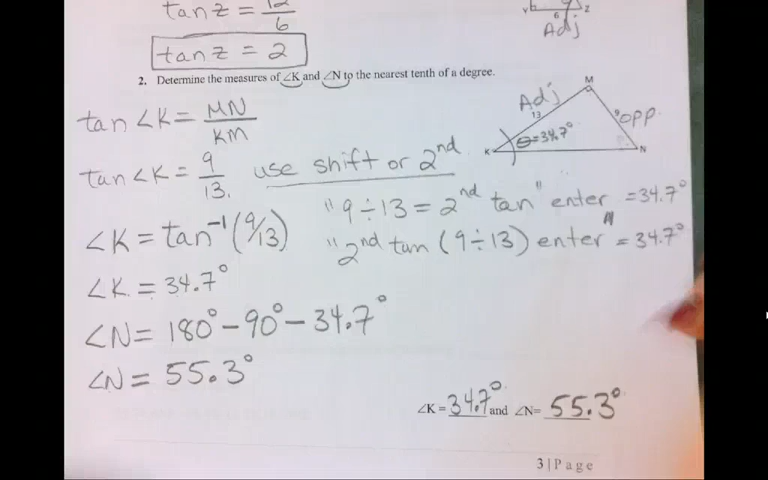 tan Z = 12/6
tan Z = 2
Y
6
Z
Adj
2. Determine the measures of ∠K and ∠N to the nearest tenth of a degree.
tan ∠K = MN/KM
M
Adj
13
9
opp
K
θ=34.7°
N
tan ∠K = 9/13. use shift or 2nd
"9÷13 = 2nd tan" enter = 34.7°
∠K = tan⁻¹(9/13)
"2nd tan (9÷13) enter" = 34.7°
∠K = 34.7°
∠N = 180° - 90° - 34.7°
∠N = 55.3°
∠K = 34.7° and ∠N= 55.3°
3 | Page